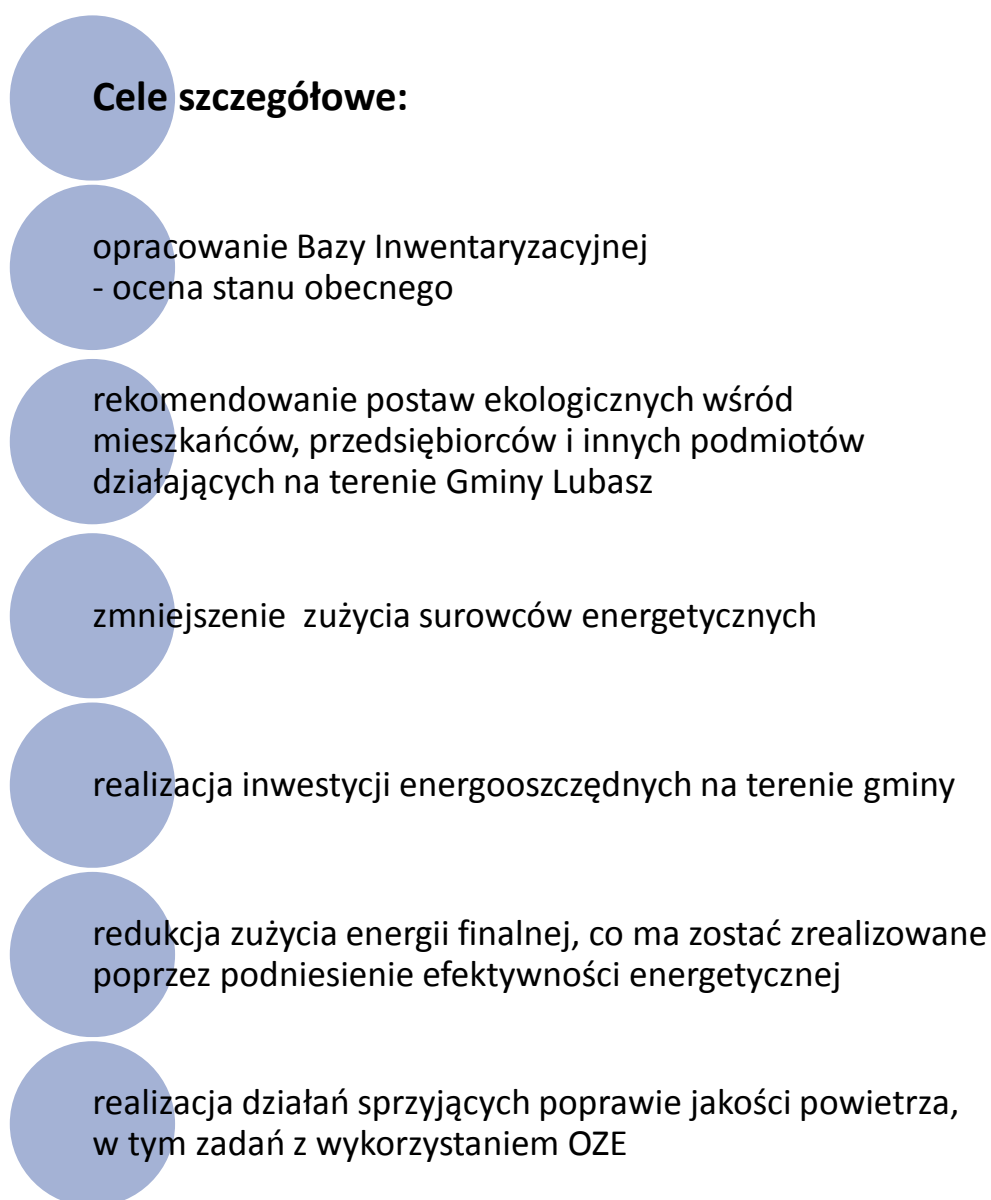 Cele szczegółowe:
opracowanie Bazy Inwentaryzacyjnej
- ocena stanu obecnego
rekomendowanie postaw ekologicznych wśród
mieszkańców, przedsiębiorców i innych podmiotów
działających na terenie Gminy Lubasz
zmniejszenie  zużycia surowców energetycznych
realizacja inwestycji energooszczędnych na terenie gminy
redukcja zużycia energii finalnej, co ma zostać zrealizowane
poprzez podniesienie efektywności energetycznej
realizacja działań sprzyjających poprawie jakości powietrza,
w tym zadań z wykorzystaniem OZE